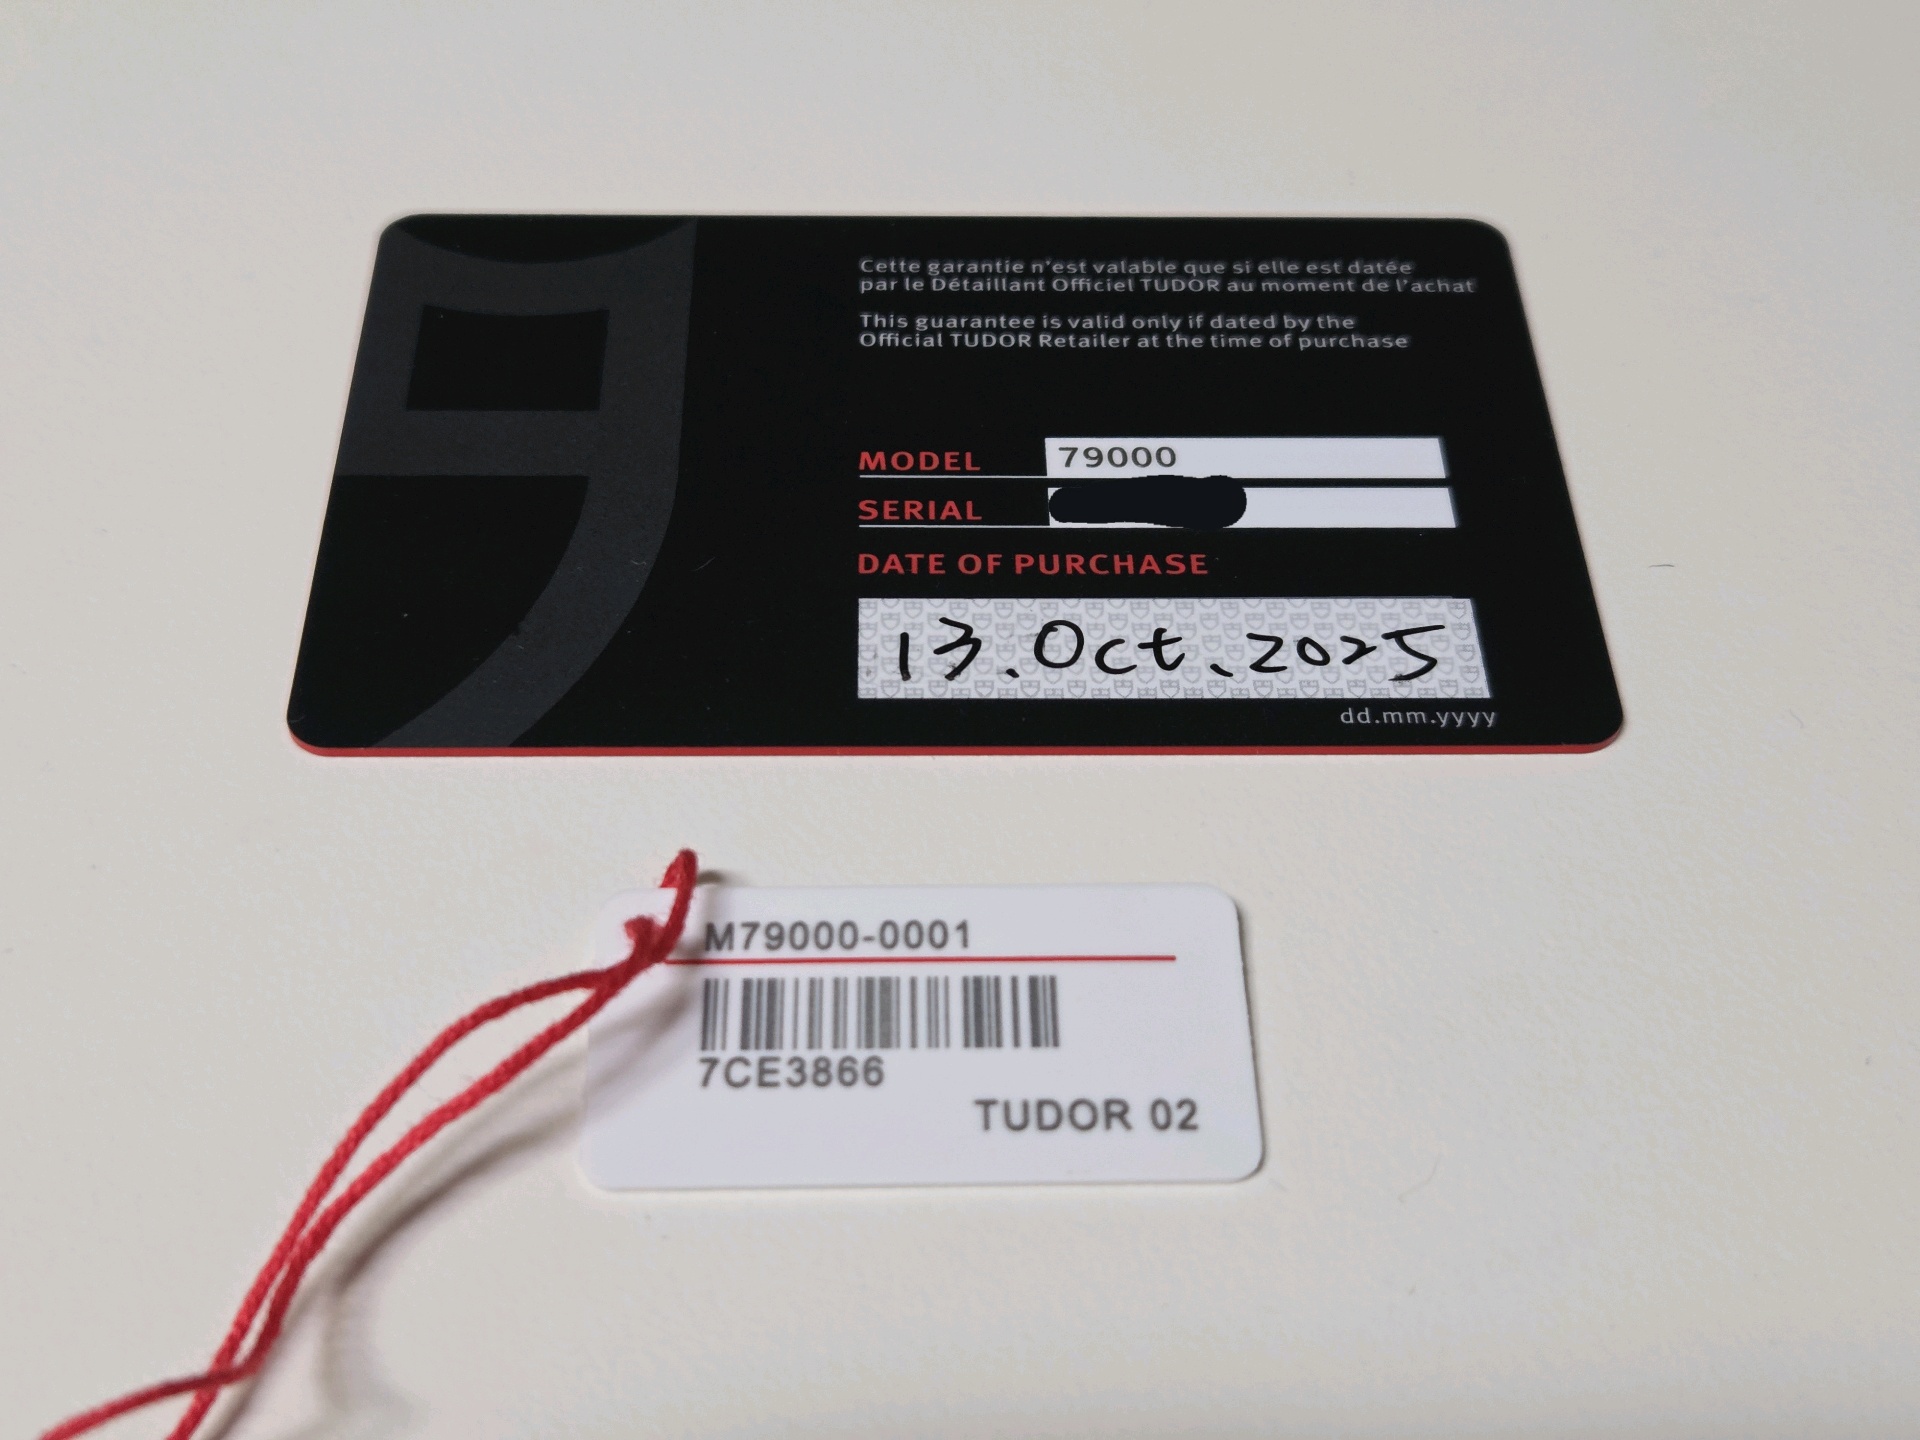 Cette garantie n'est valable que si elle est datée
par le Détaillant Officiel TUDOR au moment de l'achat
This guarantee is valid only if dated by the
Official TUDOR Retailer at the time of purchase
MODEL 79000
SERIAL
DATE OF PURCHASE
13.Oct.2025
dd.mm.yyyy
M79000-0001
7CE3866
TUDOR 02